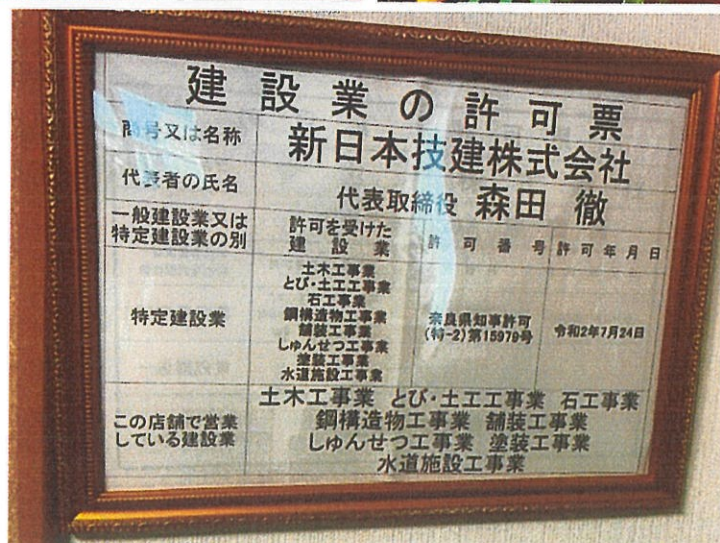 建設業の許可票
商号又は名称
新日本技建株式会社
代表者の氏名
代表取締役 森田 徹
一般建設業又は
特定建設業の別
許可を受けた
建設業
許可番号
許可年月日
特定建設業
土木工事業
とび・土工工事業
石工事業
鋼構造物工事業
舗装工事業
しゅんせつ工事業
塗装工事業
水道施設工事業
奈良県知事許可
(特-2)第15979号
令和2年7月24日
この店舗で営業
している建設業
土木工事業 とび・土工工事業 石工事業
鋼構造物工事業 舗装工事業
しゅんせつ工事業 塗装工事業
水道施設工事業